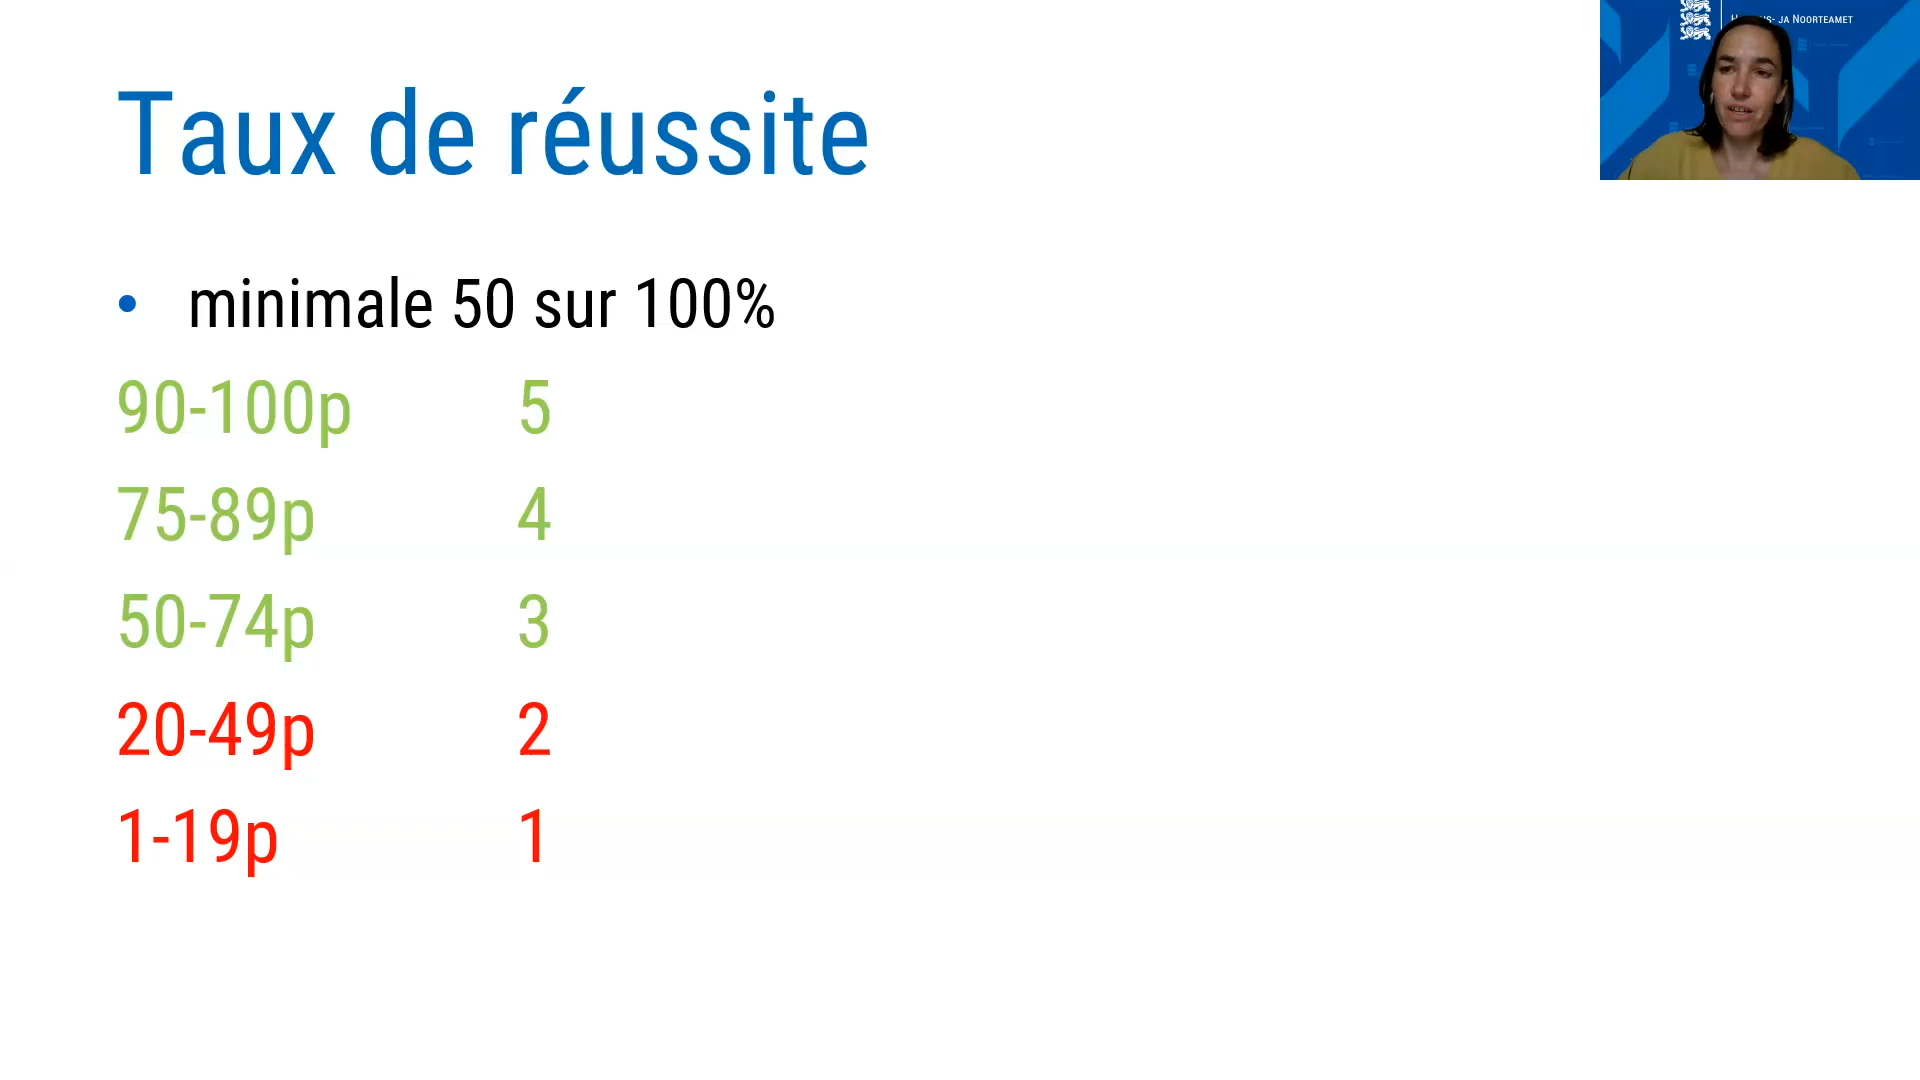 Taux de réussite
- JA NOORTEAMET
• minimale 50 sur 100%
90-100p 5
75-89p 4
50-74p 3
20-49p 2
1-19p 1